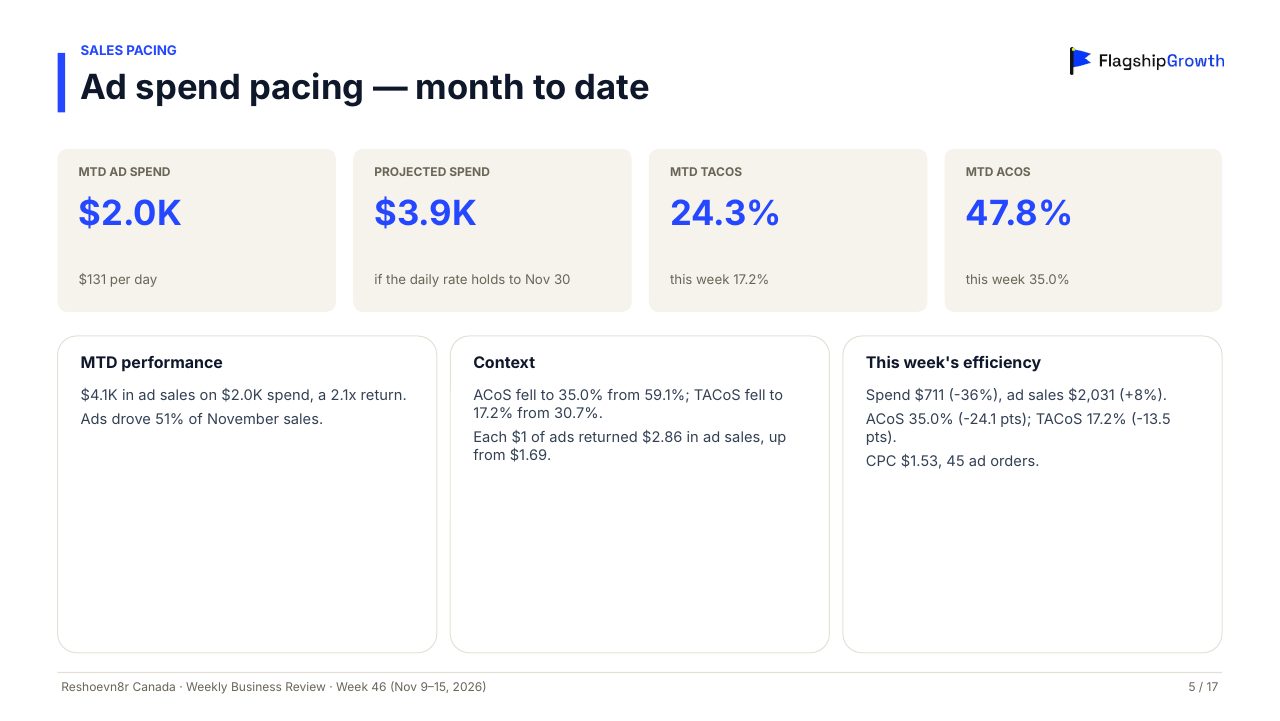 SALES PACING
Ad spend pacing — month to date
FlagshipGrowth
MTD AD SPEND
$2.0K
$131 per day
PROJECTED SPEND
$3.9K
if the daily rate holds to Nov 30
MTD TACOS
24.3%
this week 17.2%
MTD ACOS
47.8%
this week 35.0%
MTD performance
$4.1K in ad sales on $2.0K spend, a 2.1x return.
Ads drove 51% of November sales.
Context
ACoS fell to 35.0% from 59.1%; TACoS fell to
17.2% from 30.7%.
Each $1 of ads returned $2.86 in ad sales, up
from $1.69.
This week's efficiency
Spend $711 (-36%), ad sales $2,031 (+8%).
ACoS 35.0% (-24.1 pts); TACoS 17.2% (-13.5
pts).
CPC $1.53, 45 ad orders.
Reshoevn8r Canada · Weekly Business Review · Week 46 (Nov 9–15, 2026)
5 / 17